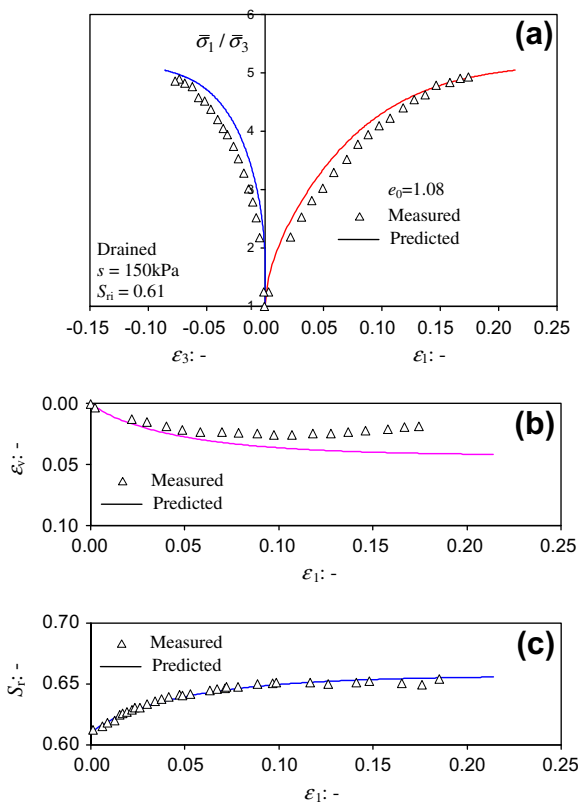 6
σ̄1 / σ̄3
(a)
5
4
3
e0=1.08
Measured
Predicted
2
Drained
s = 150kPa
Sri = 0.61
1
-0.15 -0.10 -0.05 0.00 0.05 0.10 0.15 0.20 0.25
ε3: - ε1: -
0.00
(b)
εv: -
0.05
Measured
Predicted
0.10
0.00 0.05 0.10 0.15 0.20 0.25
ε1: -
0.70
Measured
(c)
Predicted
Sr: -
0.65
0.60
0.00 0.05 0.10 0.15 0.20 0.25
ε1: -